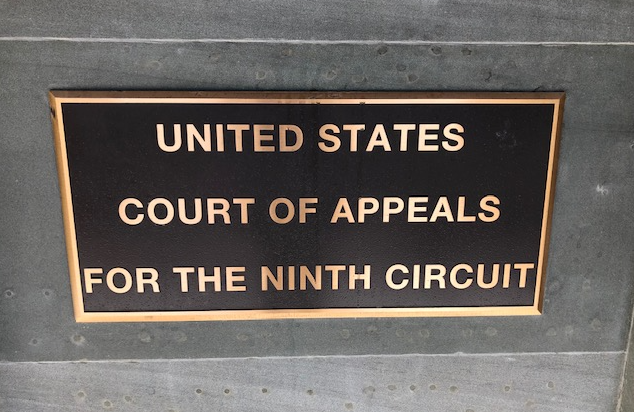 UNITED STATES
COURT OF APPEALS
FOR THE NINTH CIRCUIT